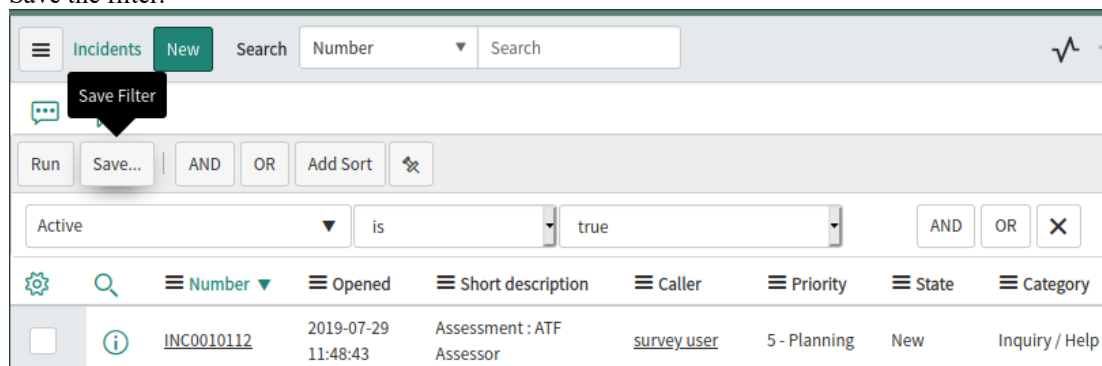 Save the filter.
Incidents New Search Number Search
Save Filter
Run Save... AND OR Add Sort
Active is true AND OR
Number Opened Short description Caller Priority State Category
INC0010112 2019-07-29 11:48:43 Assessment : ATF Assessor survey user 5 - Planning New Inquiry / Help